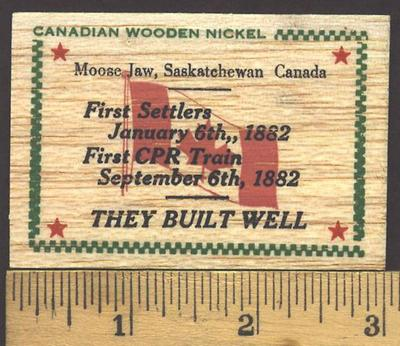 CANADIAN WOODEN NICKEL
Moose Jaw, Saskatchewan Canada
First Settlers
January 6th,, 1882
First CPR Train
September 6th, 1882
THEY BUILT WELL
1 2 3